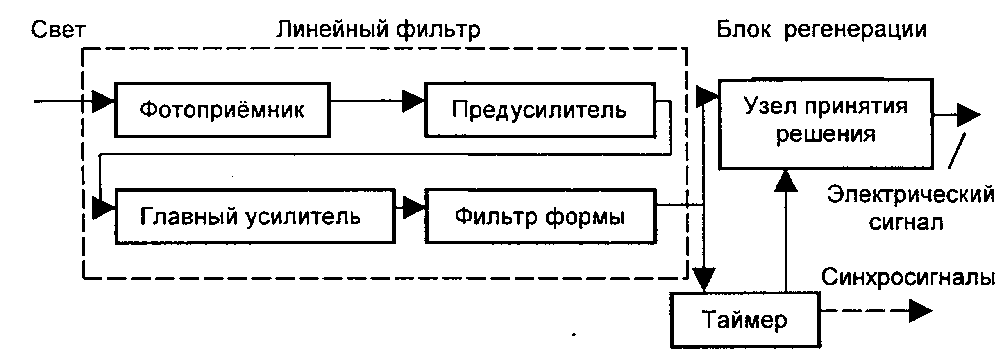 Свет
Линейный фильтр
Блок регенерации
Фотоприёмник
Предусилитель
Узел принятия
решения
Главный усилитель
Фильтр формы
Электрический
сигнал
Синхросигналы
Таймер